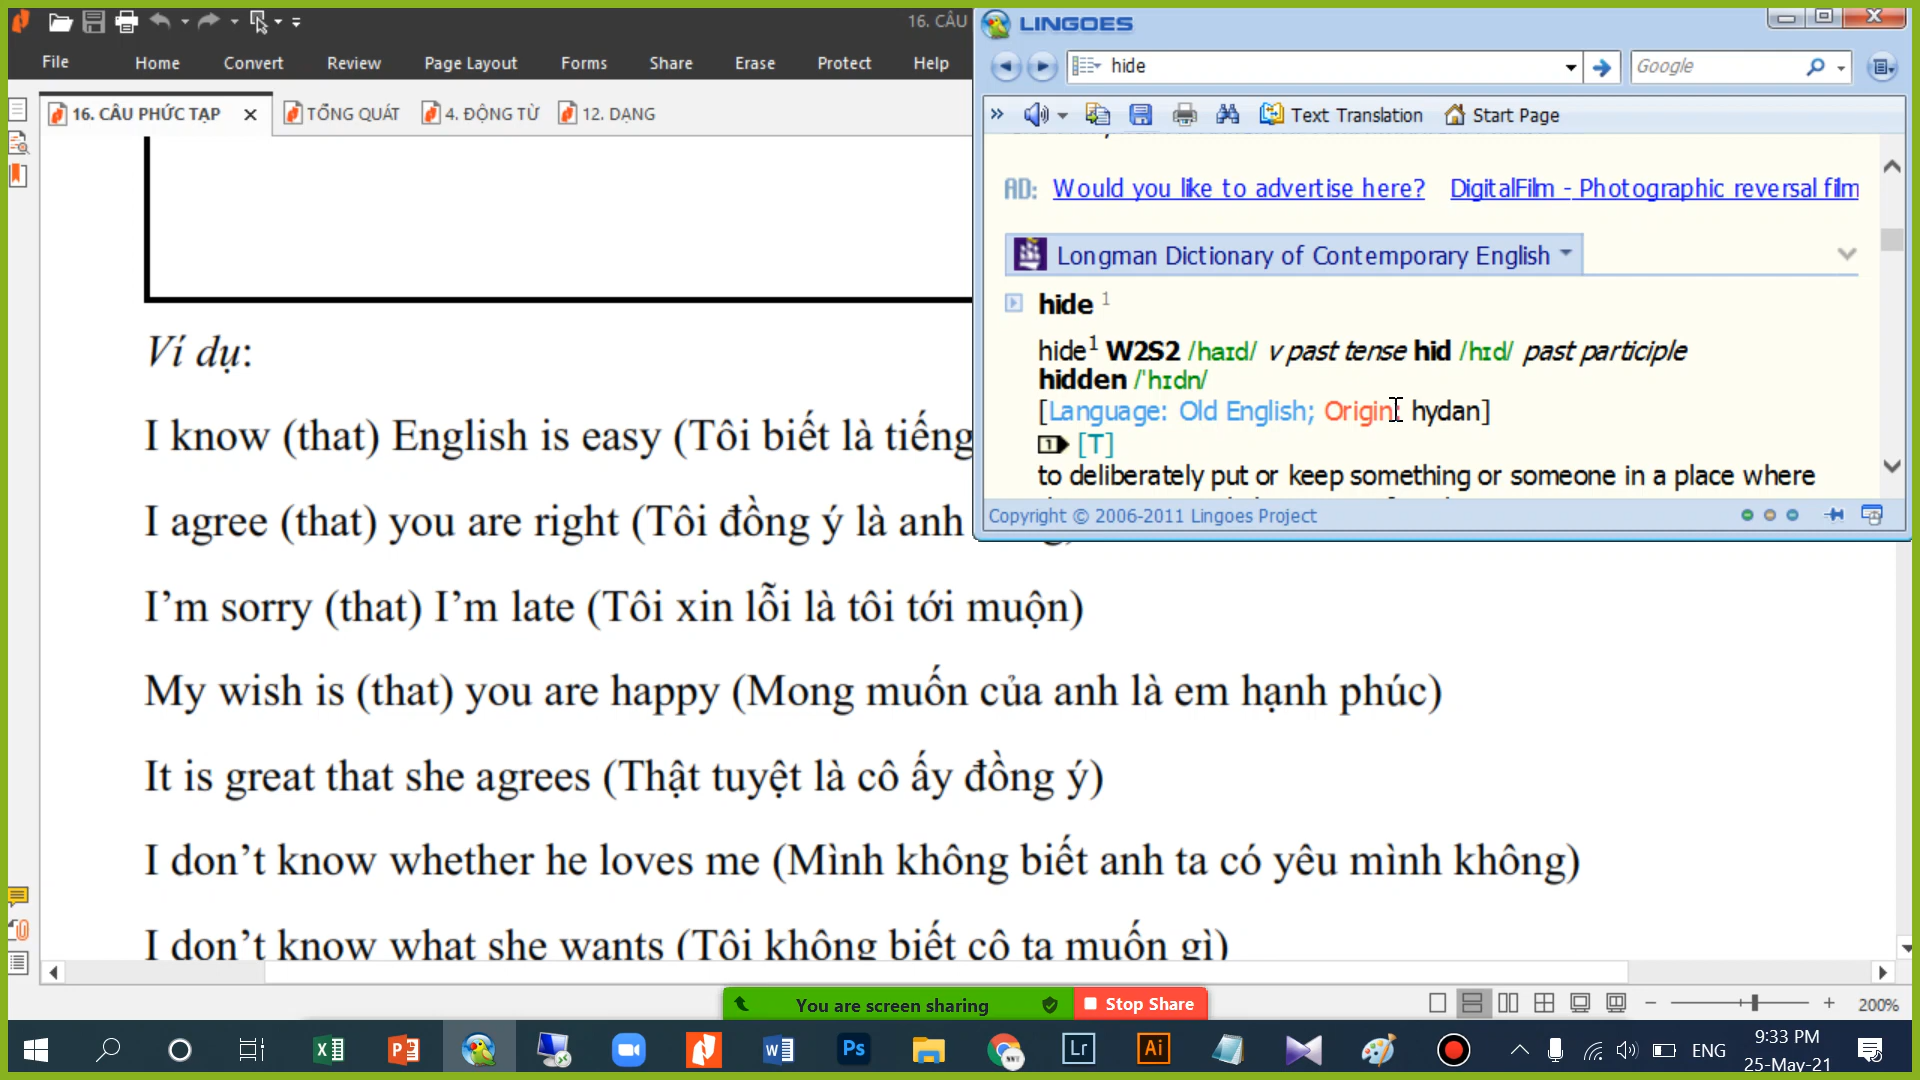 16. CÂU
File Home Convert Review Page Layout Forms Share Erase Protect Help
16. CÂU PHỨC TẠP TỔNG QUÁT 4. ĐỘNG TỪ 12. DẠNG
Ví dụ:
I know (that) English is easy (Tôi biết là tiếng
I agree (that) you are right (Tôi đồng ý là anh
I’m sorry (that) I’m late (Tôi xin lỗi là tôi tới muộn)
My wish is (that) you are happy (Mong muốn của anh là em hạnh phúc)
It is great that she agrees (Thật tuyệt là cô ấy đồng ý)
I don’t know whether he loves me (Mình không biết anh ta có yêu mình không)
I don’t know what she wants (Tôi không biết cô ta muốn gì)
LINGOES
hide
Google
Text Translation Start Page
AD: Would you like to advertise here? DigitalFilm - Photographic reversal film
Longman Dictionary of Contemporary English
hide 1
hide1 W2S2 /haɪd/ v past tense hid /hɪd/ past participle
hidden /ˈhɪdn/
[Language: Old English; Origin: hydan]
1 [T]
to deliberately put or keep something or someone in a place where
Copyright © 2006-2011 Lingoes Project
You are screen sharing Stop Share
200%
Ps Lr Ai
ENG
9:33 PM
25-May-21